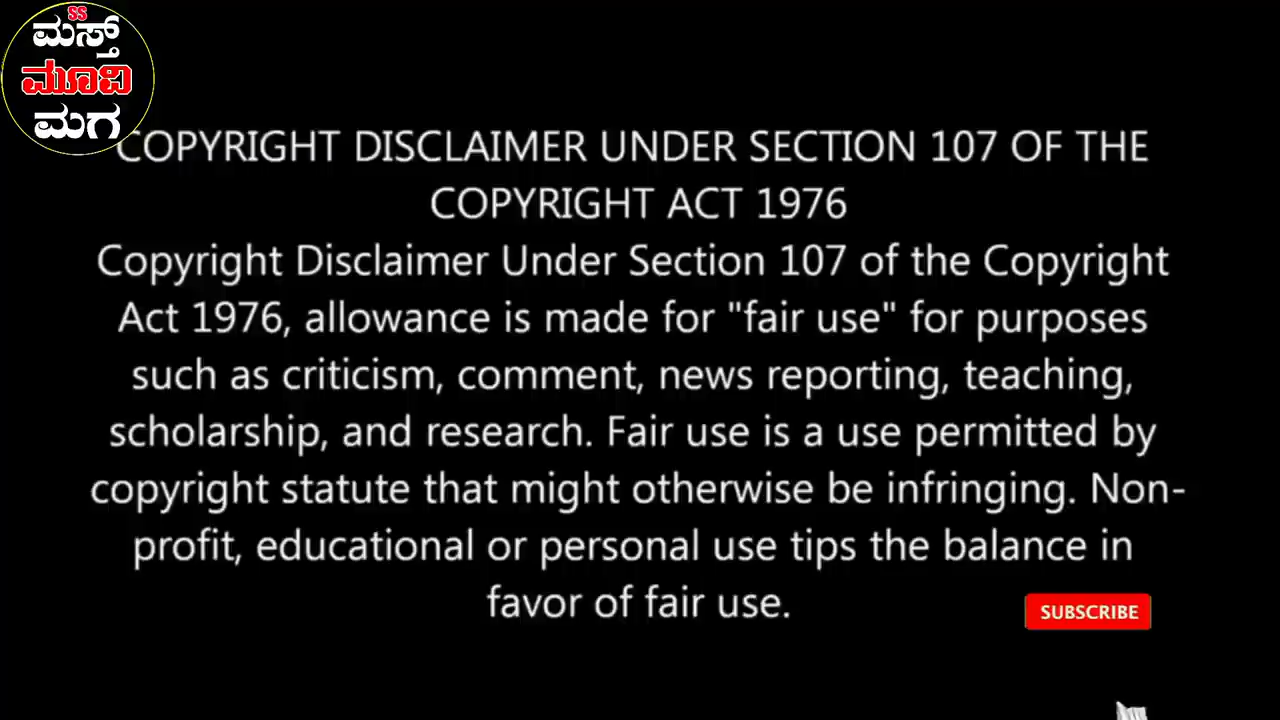 SS
ಮಸ್ತ್
ಮೂವಿ
ಮಗ
COPYRIGHT DISCLAIMER UNDER SECTION 107 OF THE
COPYRIGHT ACT 1976
Copyright Disclaimer Under Section 107 of the Copyright
Act 1976, allowance is made for "fair use" for purposes
such as criticism, comment, news reporting, teaching,
scholarship, and research. Fair use is a use permitted by
copyright statute that might otherwise be infringing. Non-
profit, educational or personal use tips the balance in
favor of fair use.
SUBSCRIBE